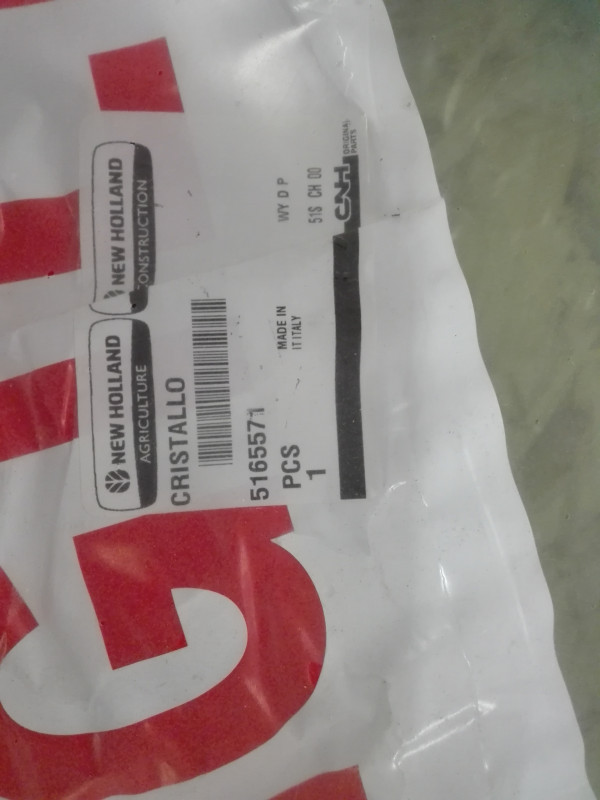 NEW HOLLAND
AGRICULTURE
NEW HOLLAND
CONSTRUCTION
CRISTALLO
5165571
MADE IN
IT ITALY
WY D P
PCS
1
51S CH 00
CNH
ORIGINAL
PARTS
G